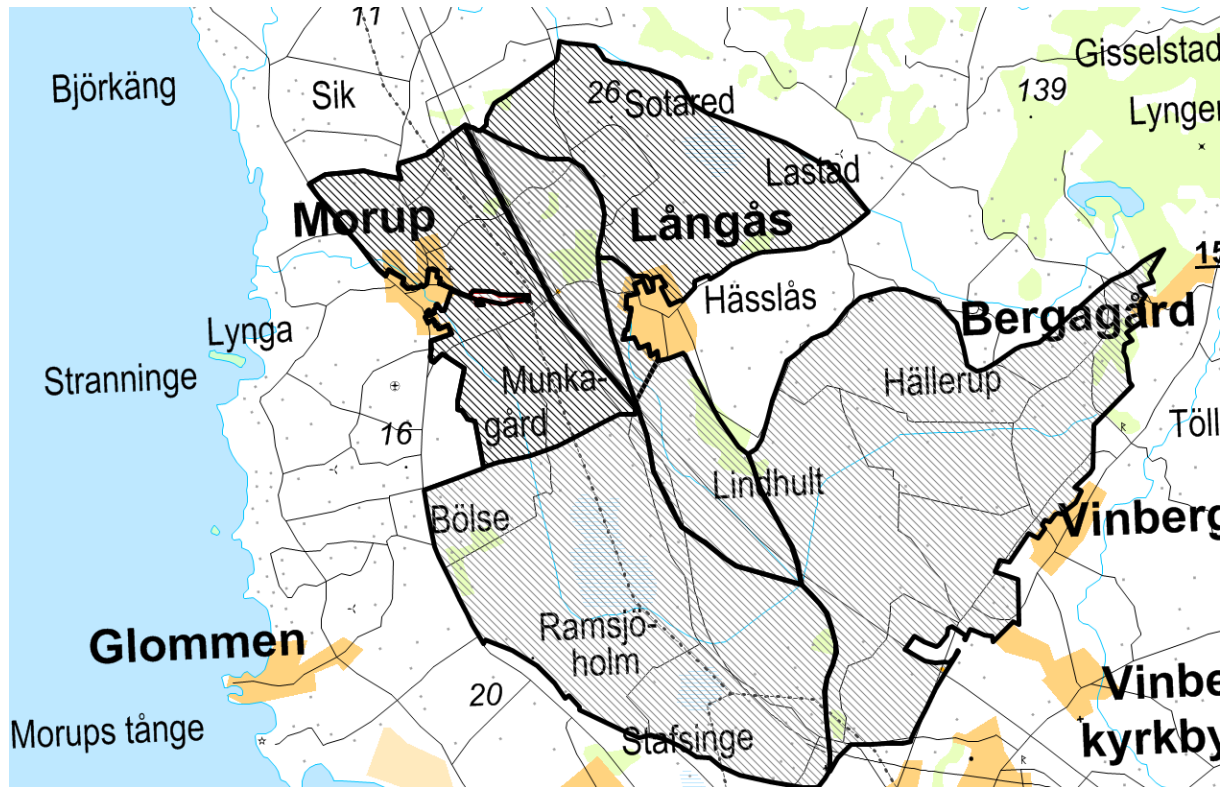 11
Gisselstad
Björkäng
Sik
26
Sotared
139
Lynger
Lastad
Morup
Långås
15
Hässlås
Bergagård
Lynga
Stranninge
Munka-
gård
Hällerup
16
Töll
Lindhult
Bölse
Vinberg
Glommen
Ramsjö-
holm
20
Vinbe
kyrkby
Morups tånge
Stafsinge